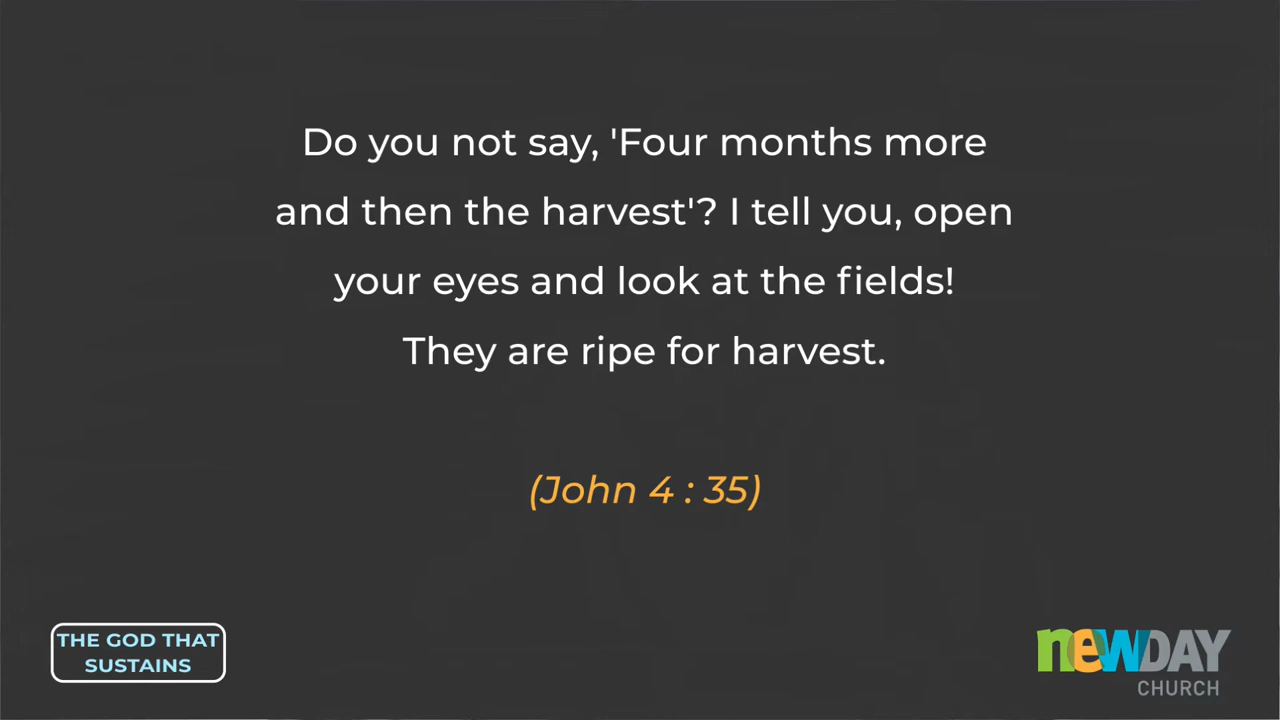 Do you not say, 'Four months more
and then the harvest'? I tell you, open
your eyes and look at the fields!
They are ripe for harvest.
(John 4 : 35)
THE GOD THAT
SUSTAINS
newDAY
CHURCH